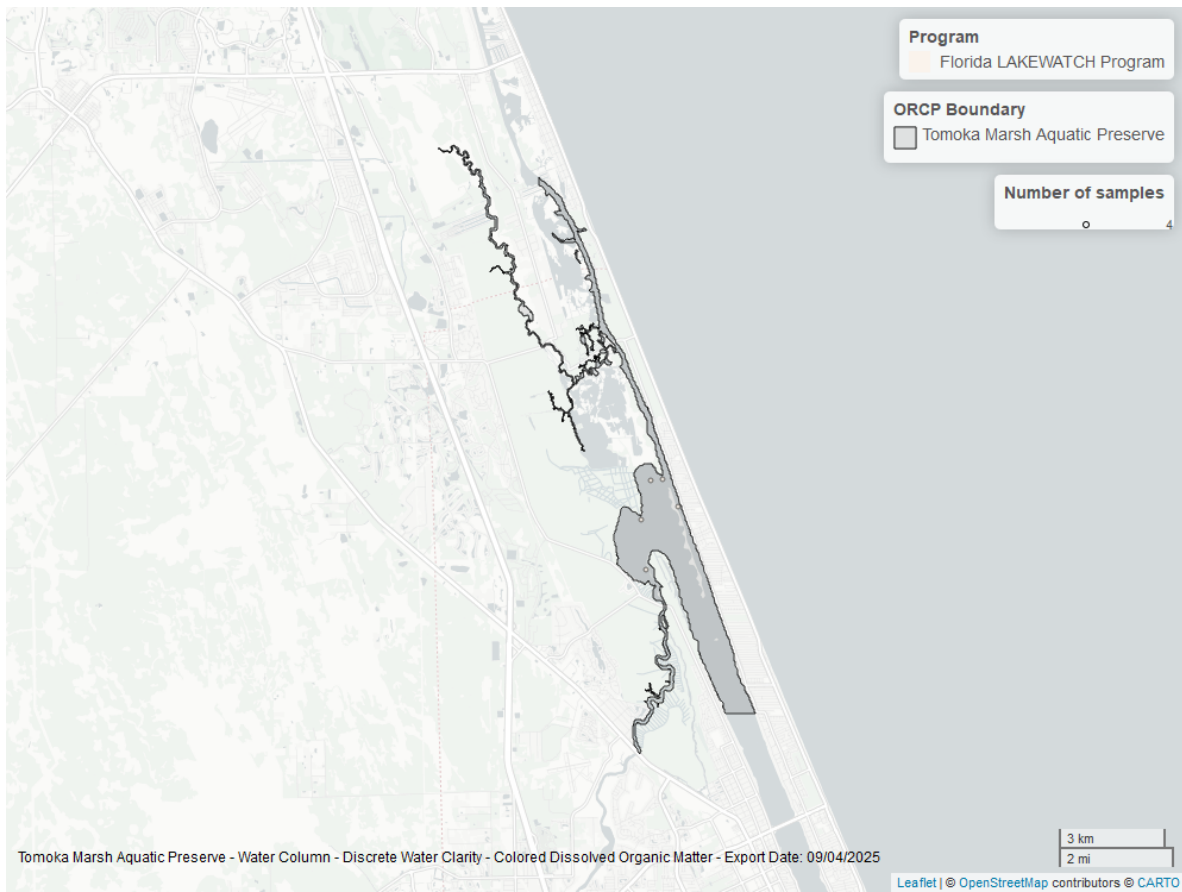 Program
Florida LAKEWATCH Program
ORCP Boundary
Tomoka Marsh Aquatic Preserve
Number of samples
4
3 km
2 mi
Tomoka Marsh Aquatic Preserve - Water Column - Discrete Water Clarity - Colored Dissolved Organic Matter - Export Date: 09/04/2025
Leaflet | © OpenStreetMap contributors © CARTO